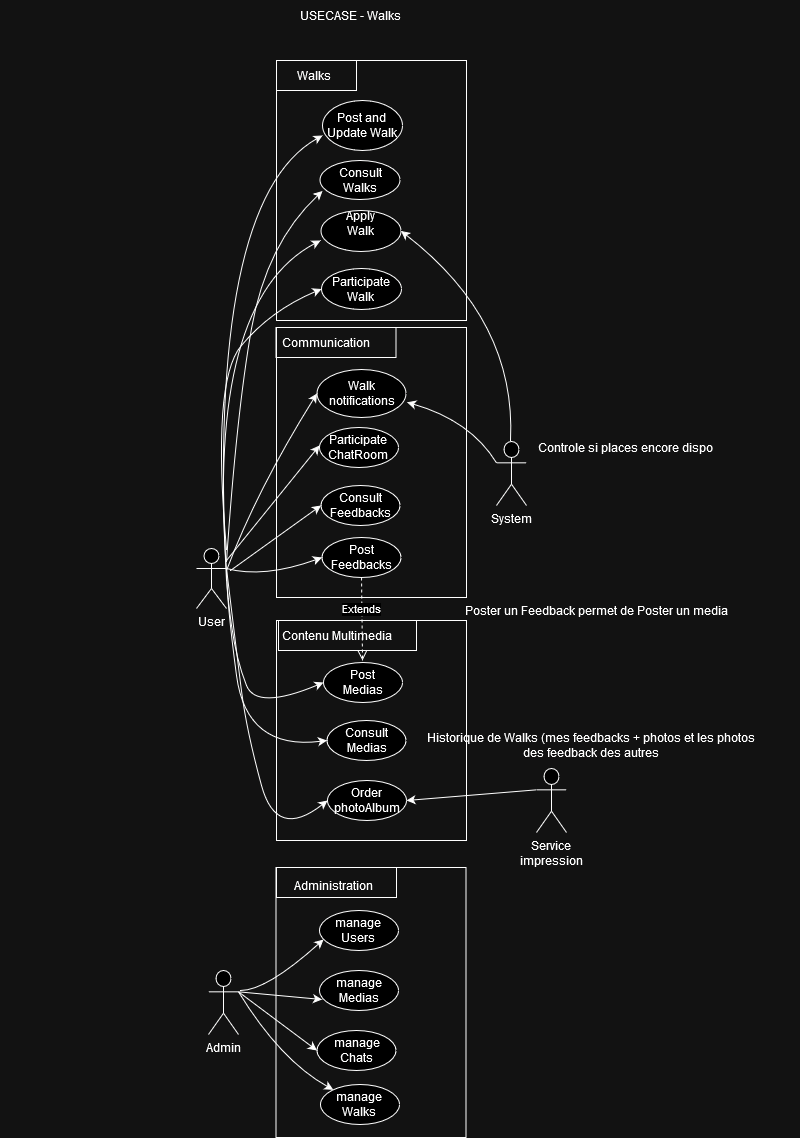 USECASE - Walks
Walks
Post and
Update Walk
Consult
Walks
Apply
Walk
Participate
Walk
Communication
Walk
notifications
Participate
ChatRoom
Consult
Feedbacks
Post
Feedbacks
Controle si places encore dispo
System
User
Extends
Poster un Feedback permet de Poster un media
Contenu Multimedia
Post
Medias
Consult
Medias
Order
photoAlbum
Historique de Walks (mes feedbacks + photos et les photos
des feedback des autres
Service
impression
Administration
manage
Users
manage
Medias
manage
Chats
manage
Walks
Admin